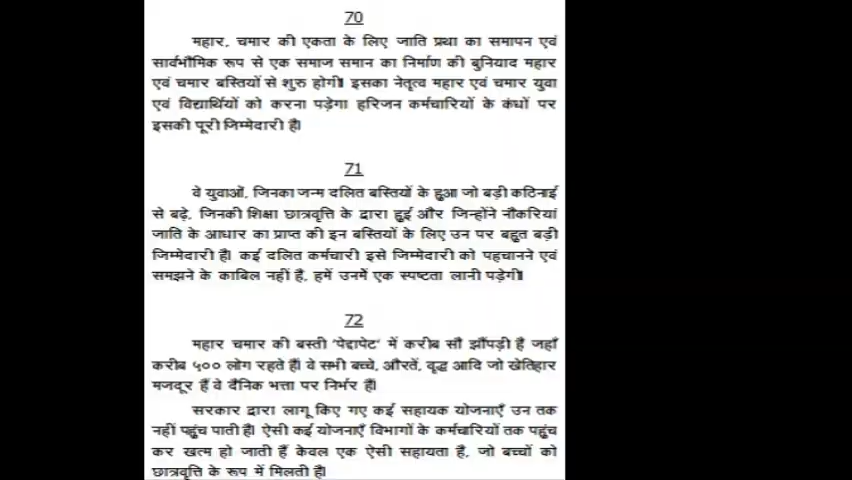 70
महार, चमार की एकता के लिए जाति प्रथा का समापन एवं
सार्वभौमिक रूप से एक समाज समान का निर्माण की बुनियाद महार
एवं चमार बस्तियों से शुरु होगी। इसका नेतृत्व महार एवं चमार युवा
एवं विद्यार्थियों को करना पड़ेगा हरिजन कर्मचारियों के कंधों पर
इसकी पूरी जिम्मेदारी है।
71
वे युवाओं, जिनका जन्म दलित बस्तियों के हुआ जो बड़ी कठिनाई
से बढ़े, जिनकी शिक्षा छात्रवृत्ति के द्वारा हुई और जिन्होंने नौकरियां
जाति के आधार का प्राप्त की इन बस्तियों के लिए उन पर बहुत बड़ी
जिम्मेदारी है। कई दलित कर्मचारी इसे जिम्मेदारी को पहचानने एवं
समझने के काबिल नहीं हैं, हमें उनमें एक स्पष्टता लानी पड़ेगी।
72
महार चमार की बस्ती 'पेद्दापेट' में करीब सौ झौंपड़ी हैं जहाँ
करीब ५०० लोग रहते हैं। वे सभी बच्चे, औरतें, वृद्ध आदि जो खेतिहार
मजदूर हैं वे दैनिक भत्ता पर निर्भर हैं।
सरकार द्वारा लागू किए गए कई सहायक योजनाएँ उन तक
नहीं पहुंच पाती है। ऐसी कई योजनाएँ विभागों के कर्मचारियों तक पहुंच
कर खत्म हो जाती हैं केवल एक ऐसी सहायता है, जो बच्चों को
छात्रवृत्ति के रूप में मिलती है।